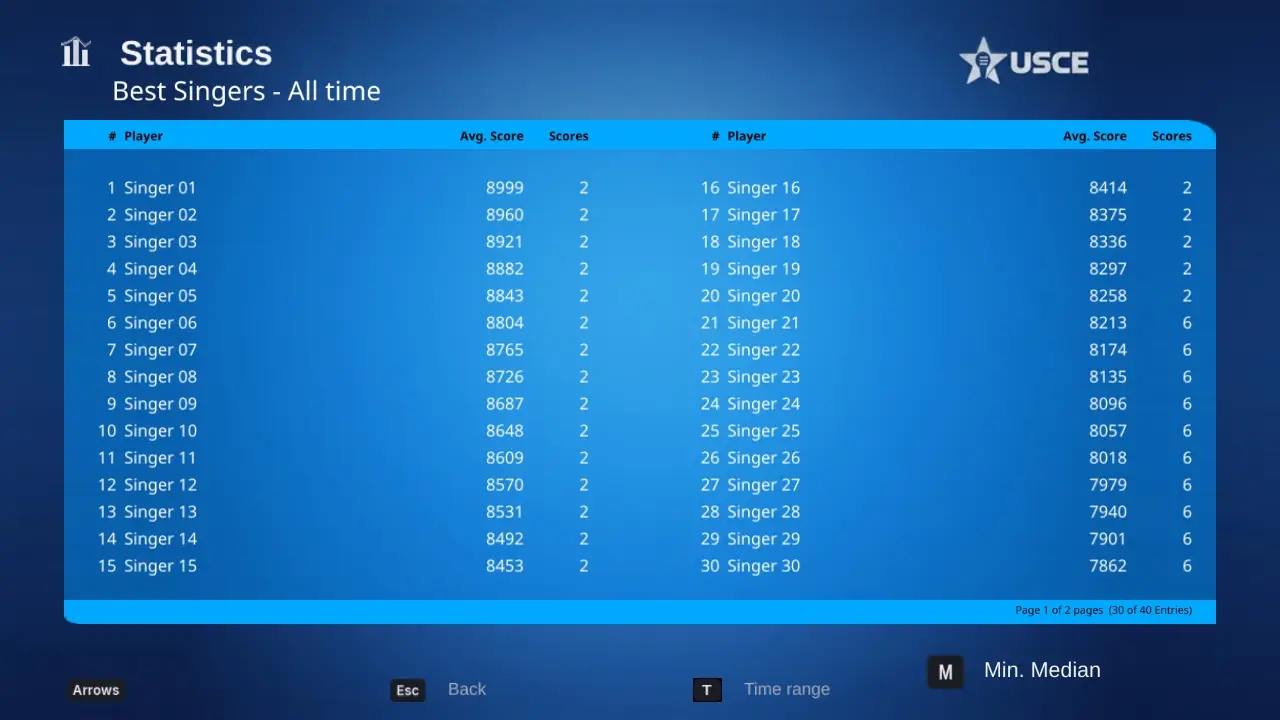 Statistics
Best Singers - All time
USCE
# Player Avg. Score Scores # Player Avg. Score Scores
1 Singer 01 8999 2 16 Singer 16 8414 2
2 Singer 02 8960 2 17 Singer 17 8375 2
3 Singer 03 8921 2 18 Singer 18 8336 2
4 Singer 04 8882 2 19 Singer 19 8297 2
5 Singer 05 8843 2 20 Singer 20 8258 2
6 Singer 06 8804 2 21 Singer 21 8213 6
7 Singer 07 8765 2 22 Singer 22 8174 6
8 Singer 08 8726 2 23 Singer 23 8135 6
9 Singer 09 8687 2 24 Singer 24 8096 6
10 Singer 10 8648 2 25 Singer 25 8057 6
11 Singer 11 8609 2 26 Singer 26 8018 6
12 Singer 12 8570 2 27 Singer 27 7979 6
13 Singer 13 8531 2 28 Singer 28 7940 6
14 Singer 14 8492 2 29 Singer 29 7901 6
15 Singer 15 8453 2 30 Singer 30 7862 6
Page 1 of 2 pages (30 of 40 Entries)
Arrows Esc Back T Time range M Min. Median